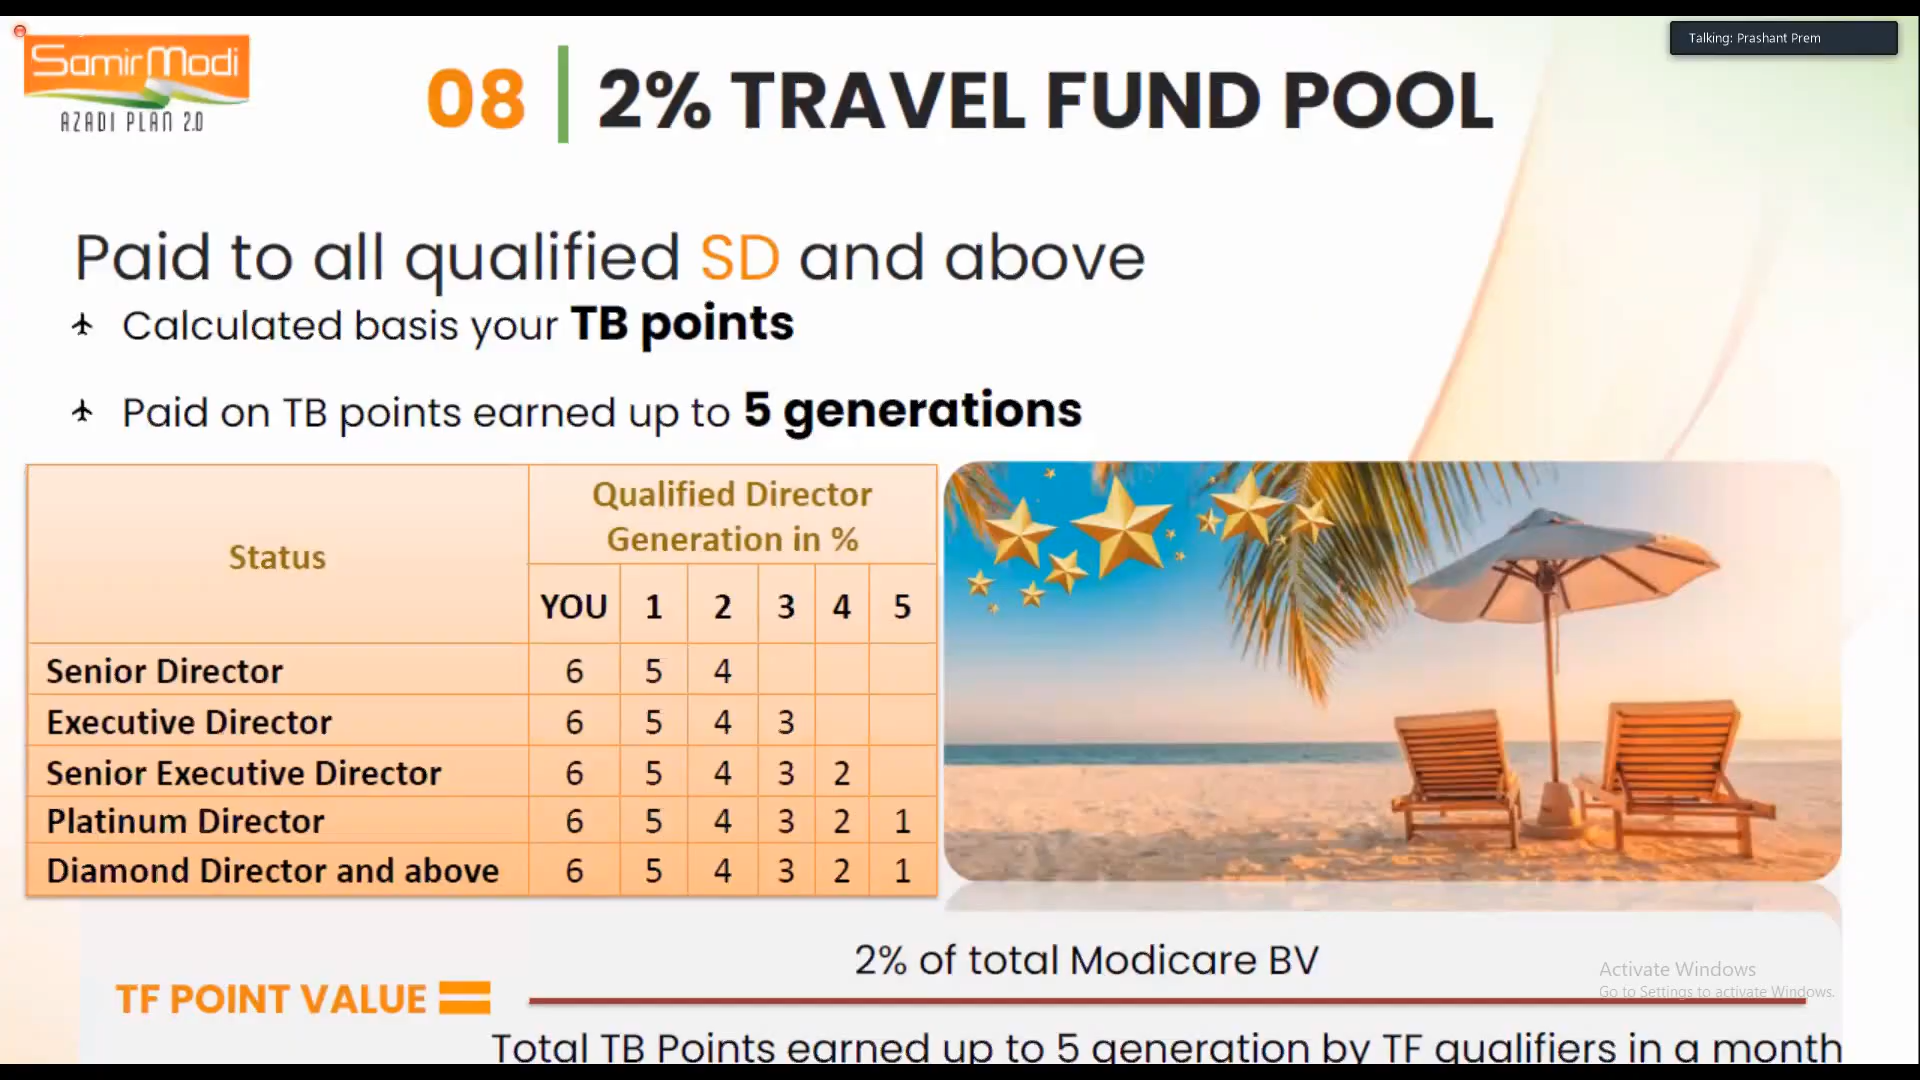 Talking: Prashant Prem
SamirModi
AZADI PLAN 2.0
08 | 2% TRAVEL FUND POOL
Paid to all qualified SD and above
Calculated basis your TB points
Paid on TB points earned up to 5 generations
Status
Qualified Director
Generation in %
YOU 1 2 3 4 5
Senior Director 6 5 4
Executive Director 6 5 4 3
Senior Executive Director 6 5 4 3 2
Platinum Director 6 5 4 3 2 1
Diamond Director and above 6 5 4 3 2 1
2% of total Modicare BV
TF POINT VALUE =
Total TB Points earned up to 5 generation by TF qualifiers in a month
Activate Windows
Go to Settings to activate Windows.